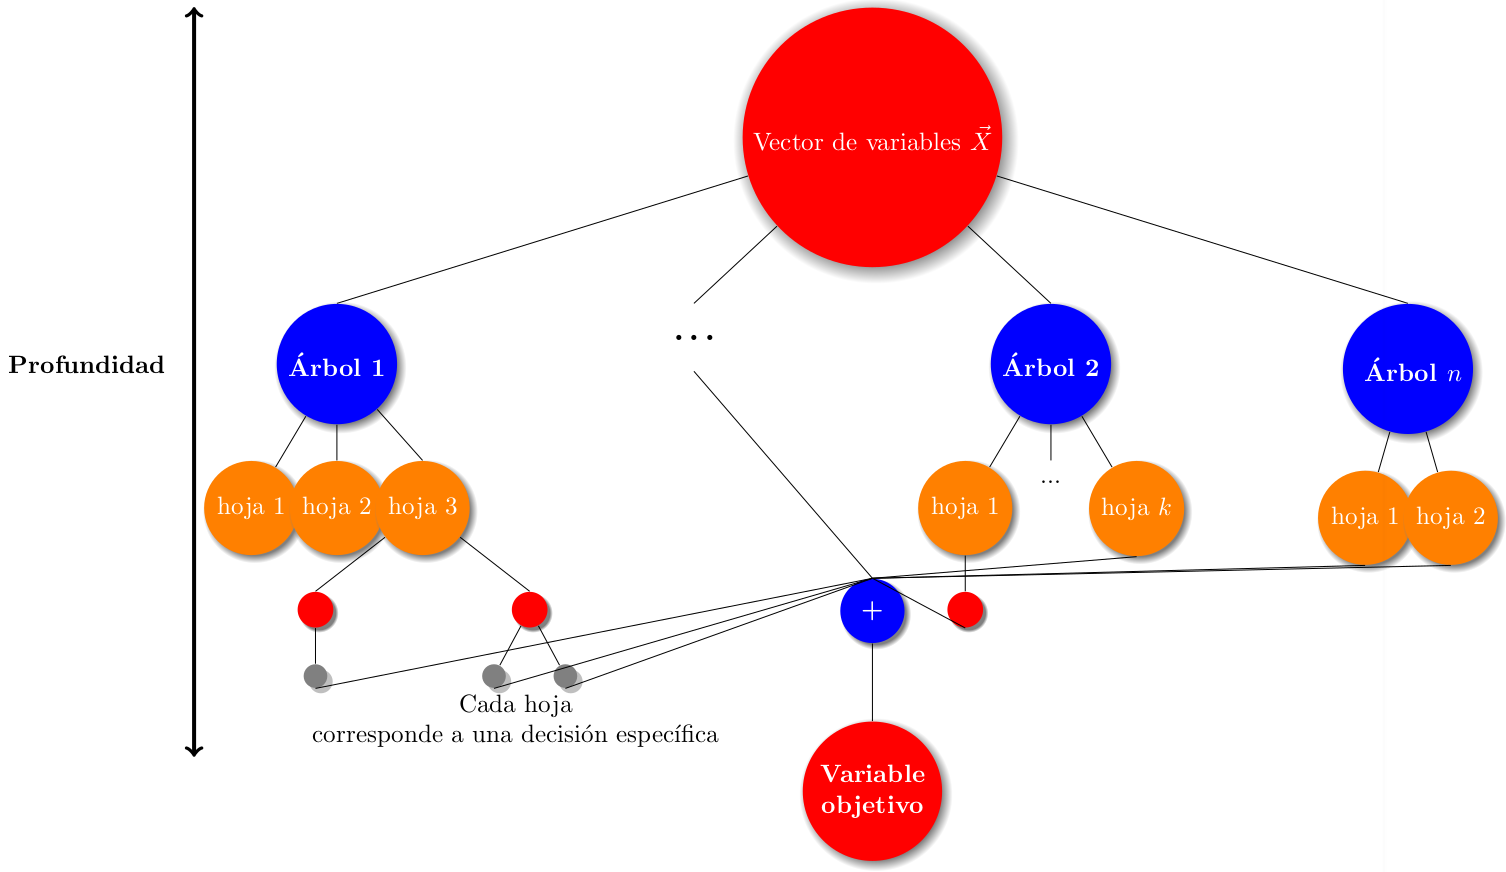 Vector de variables $\vec{X}$
...
Profundidad
Árbol 1
Árbol 2
Árbol n
...
hoja 1
hoja 2
hoja 3
hoja 1
hoja k
hoja 1
hoja 2
+
Cada hoja
corresponde a una decisión específica
Variable
objetivo